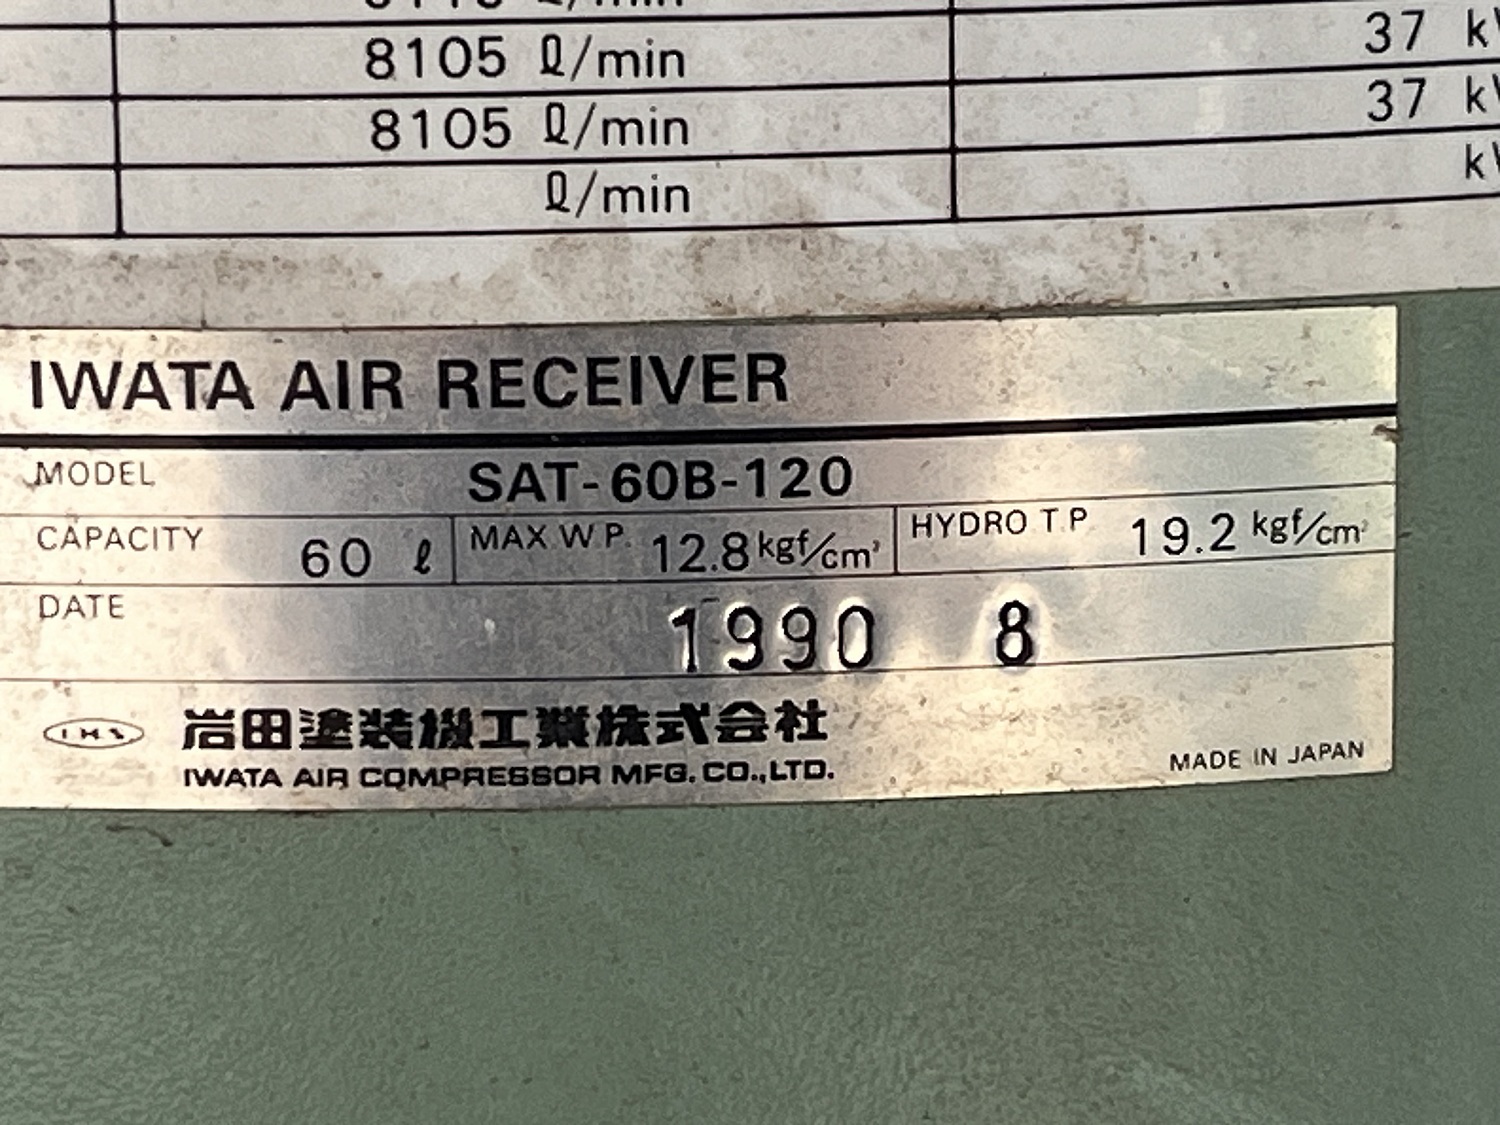 8105 ℓ/min 37 k
8105 ℓ/min 37 k
ℓ/min k
IWATA AIR RECEIVER
MODEL SAT-60B-120
CAPACITY 60 ℓ MAX W P. 12.8 kgf/cm² HYDRO T.P 19.2 kgf/cm²
DATE 1990 8
岩田塗装機工業株式会社
IWATA AIR COMPRESSOR MFG. CO.,LTD.
MADE IN JAPAN